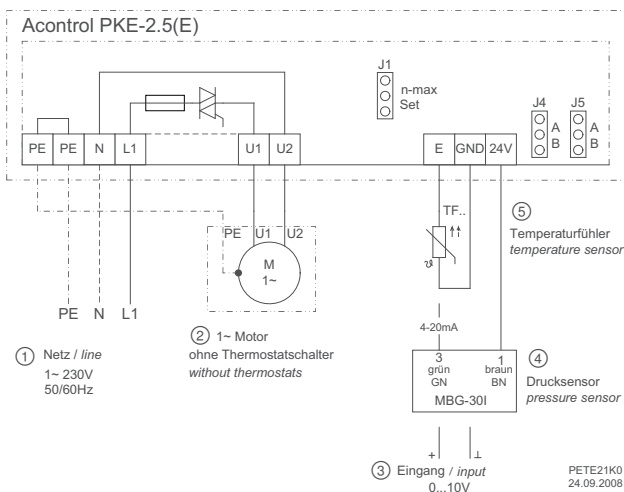 Acontrol PKE-2.5(E)
J1
n-max
Set
J4
A
B
J5
A
B
PE PE N L1 U1 U2 E GND 24V
PE U1 U2
M
1~
TF..
ϑ
⑤
Temperaturfühler
temperature sensor
PE N L1
① Netz / line
1~ 230V
50/60Hz
② 1~ Motor
ohne Thermostatschalter
without thermostats
4-20mA
3
grün
GN
1
braun
BN
MBG-30I
④
Drucksensor
pressure sensor
+ ⊥
③ Eingang / input
0...10V
PETE21K0
24.09.2008